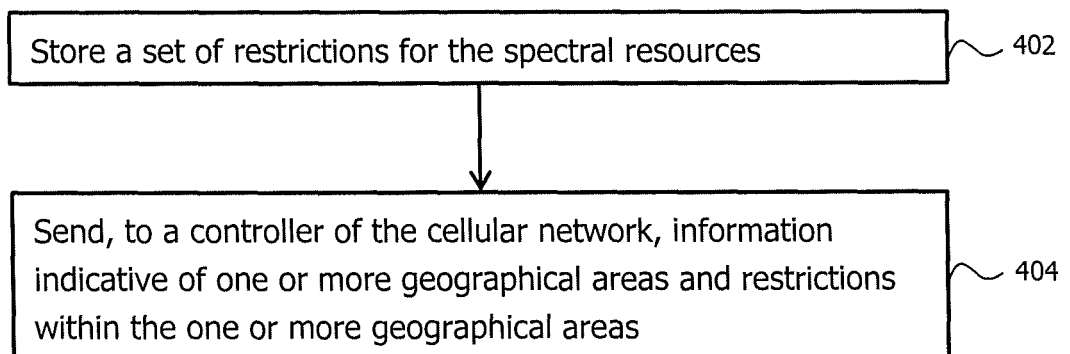 Store a set of restrictions for the spectral resources
402
Send, to a controller of the cellular network, information
indicative of one or more geographical areas and restrictions
within the one or more geographical areas
404